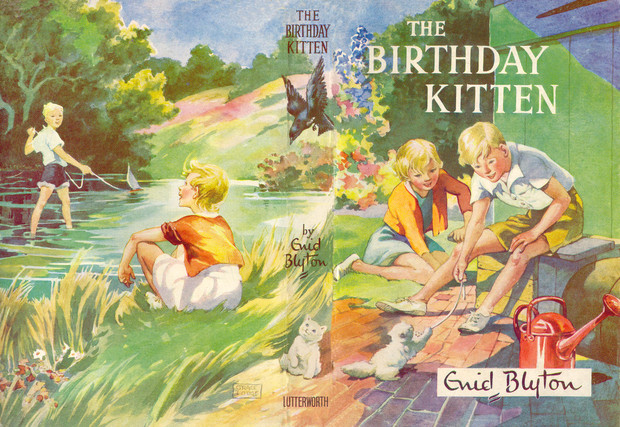 THE
BIRTHDAY
KITTEN
by
Enid
Blyton
LUTTERWORTH
THE
BIRTHDAY
KITTEN
Enid Blyton